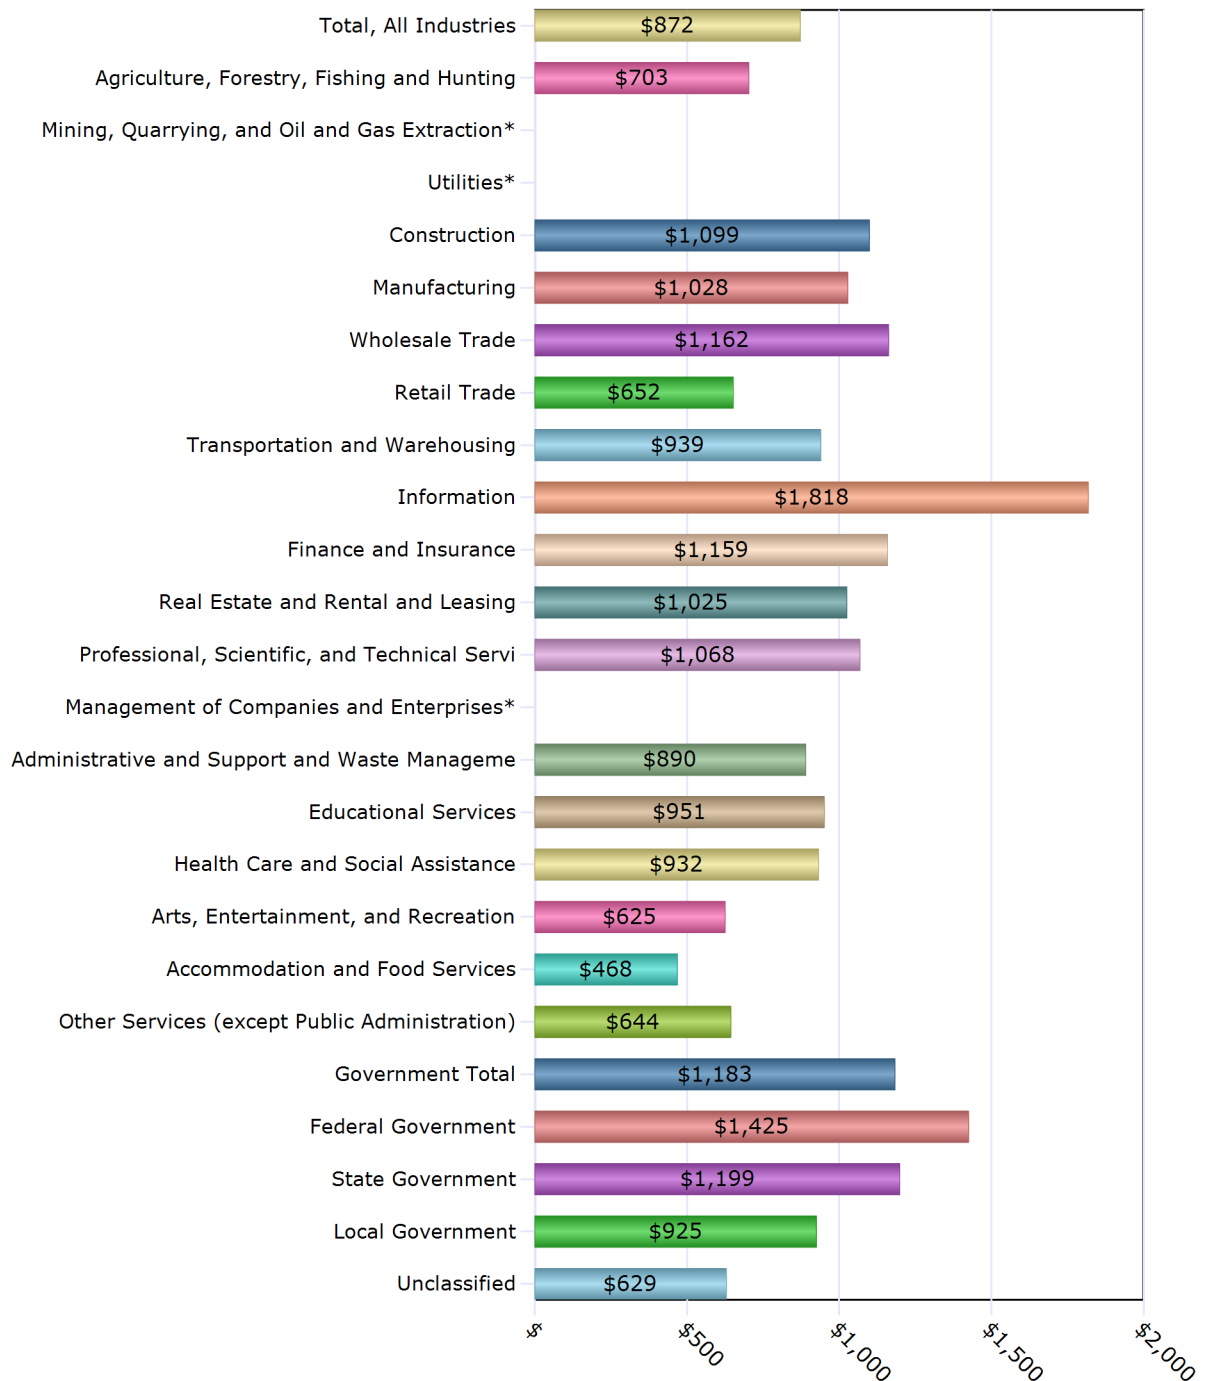 Total, All Industries $872
Agriculture, Forestry, Fishing and Hunting $703
Mining, Quarrying, and Oil and Gas Extraction*
Utilities*
Construction $1,099
Manufacturing $1,028
Wholesale Trade $1,162
Retail Trade $652
Transportation and Warehousing $939
Information $1,818
Finance and Insurance $1,159
Real Estate and Rental and Leasing $1,025
Professional, Scientific, and Technical Servi $1,068
Management of Companies and Enterprises*
Administrative and Support and Waste Manageme $890
Educational Services $951
Health Care and Social Assistance $932
Arts, Entertainment, and Recreation $625
Accommodation and Food Services $468
Other Services (except Public Administration) $644
Government Total $1,183
Federal Government $1,425
State Government $1,199
Local Government $925
Unclassified $629
$ $500 $1,000 $1,500 $2,000